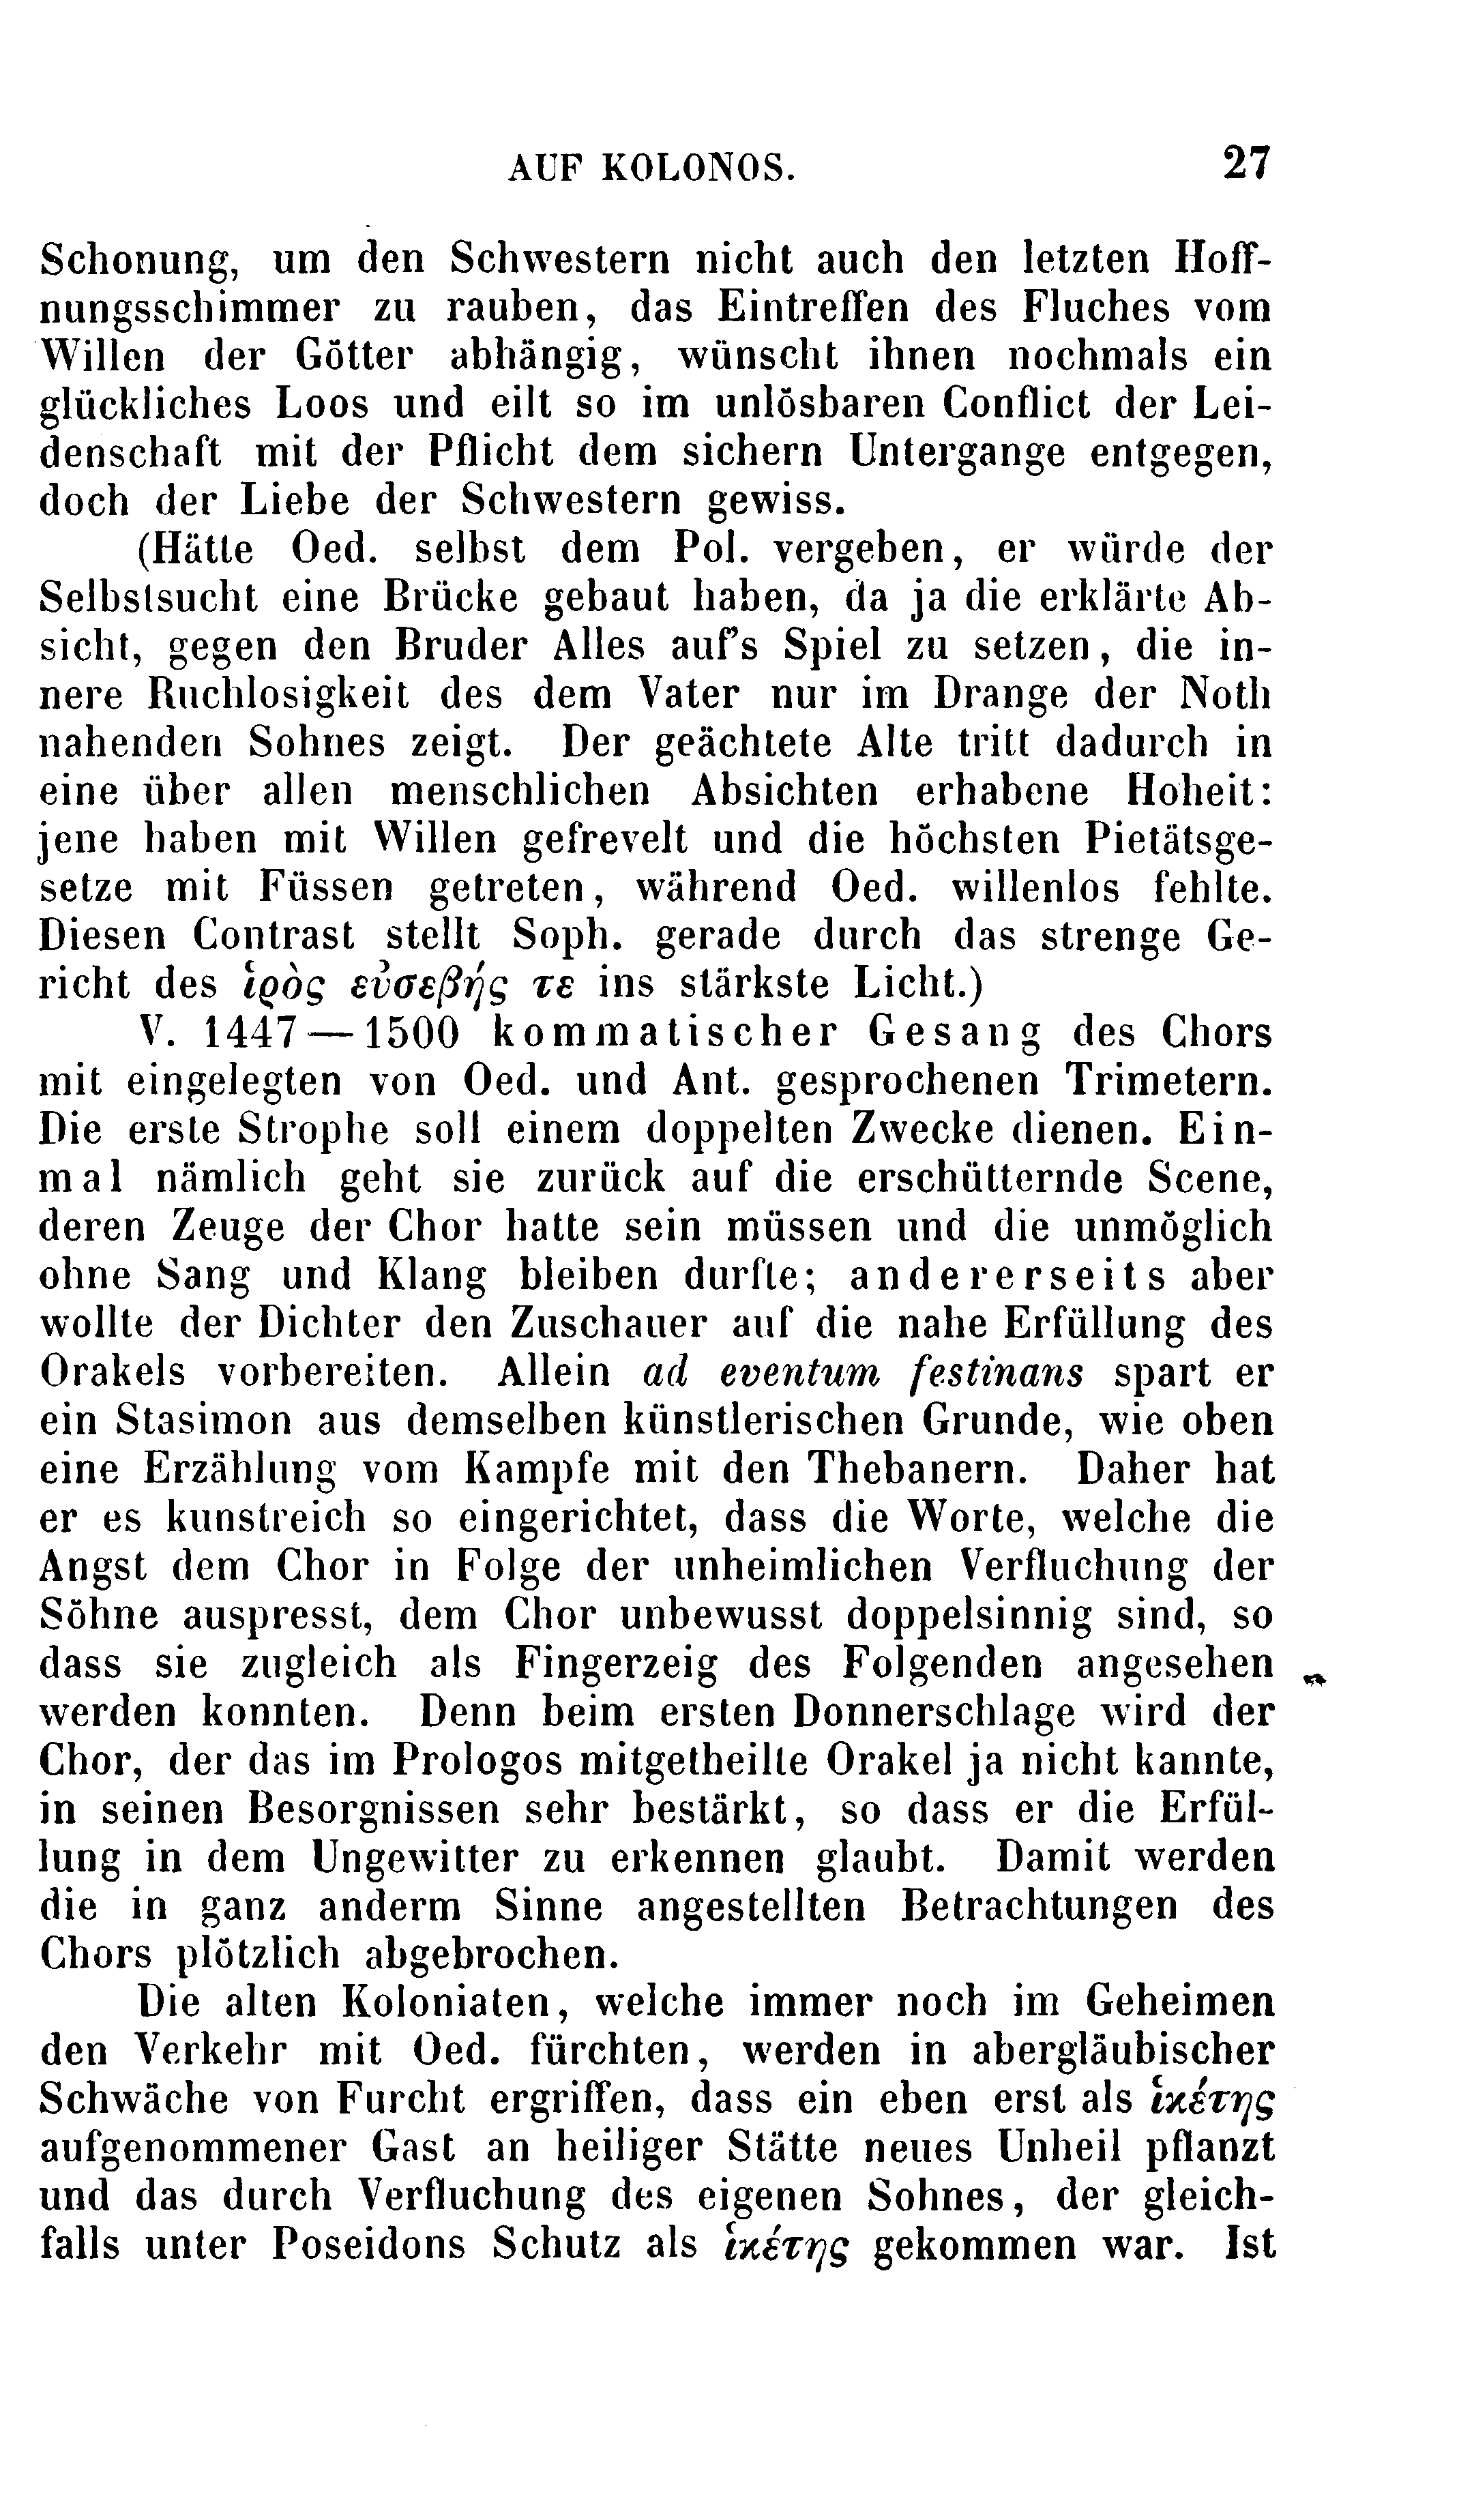 AUF KOLONOS. 27
Schonung, um den Schwestern nicht auch den letzten Hoff-
nungsschimmer zu rauben, das Eintreffen des Fluches vom
Willen der Götter abhängig, wünscht ihnen nochmals ein
glückliches Loos und eilt so im unlösbaren Conflict der Lei-
denschaft mit der Pflicht dem sichern Untergange entgegen,
doch der Liebe der Schwestern gewiss.
(Hätte Oed. selbst dem Pol. vergeben, er würde der
Selbstsucht eine Brücke gebaut haben, da ja die erklärte Ab-
sicht, gegen den Bruder Alles auf's Spiel zu setzen, die in-
nere Ruchlosigkeit des dem Vater nur im Drange der Noth
nahenden Sohnes zeigt. Der geächtete Alte tritt dadurch in
eine über allen menschlichen Absichten erhabene Hoheit:
jene haben mit Willen gefrevelt und die höchsten Pietätsge-
setze mit Füssen getreten, während Oed. willenlos fehlte.
Diesen Contrast stellt Soph. gerade durch das strenge Ge-
richt des ἱρὸς εὐσεβής τε ins stärkste Licht.)
V. 1447—1500 kommatischer Gesang des Chors
mit eingelegten von Oed. und Ant. gesprochenen Trimetern.
Die erste Strophe soll einem doppelten Zwecke dienen. Ein-
mal nämlich geht sie zurück auf die erschütternde Scene,
deren Zeuge der Chor hatte sein müssen und die unmöglich
ohne Sang und Klang bleiben durfte; andererseits aber
wollte der Dichter den Zuschauer auf die nahe Erfüllung des
Orakels vorbereiten. Allein ad eventum festinans spart er
ein Stasimon aus demselben künstlerischen Grunde, wie oben
eine Erzählung vom Kampfe mit den Thebanern. Daher hat
er es kunstreich so eingerichtet, dass die Worte, welche die
Angst dem Chor in Folge der unheimlichen Verfluchung der
Söhne auspresst, dem Chor unbewusst doppelsinnig sind, so
dass sie zugleich als Fingerzeig des Folgenden angesehen
werden konnten. Denn beim ersten Donnerschlage wird der
Chor, der das im Prologos mitgetheilte Orakel ja nicht kannte,
in seinen Besorgnissen sehr bestärkt, so dass er die Erfül-
lung in dem Ungewitter zu erkennen glaubt. Damit werden
die in ganz anderm Sinne angestellten Betrachtungen des
Chors plötzlich abgebrochen.
Die alten Koloniaten, welche immer noch im Geheimen
den Verkehr mit Oed. fürchten, werden in abergläubischer
Schwäche von Furcht ergriffen, dass ein eben erst als ἱκέτης
aufgenommener Gast an heiliger Stätte neues Unheil pflanzt
und das durch Verfluchung des eigenen Sohnes, der gleich-
falls unter Poseidons Schutz als ἱκέτης gekommen war. Ist